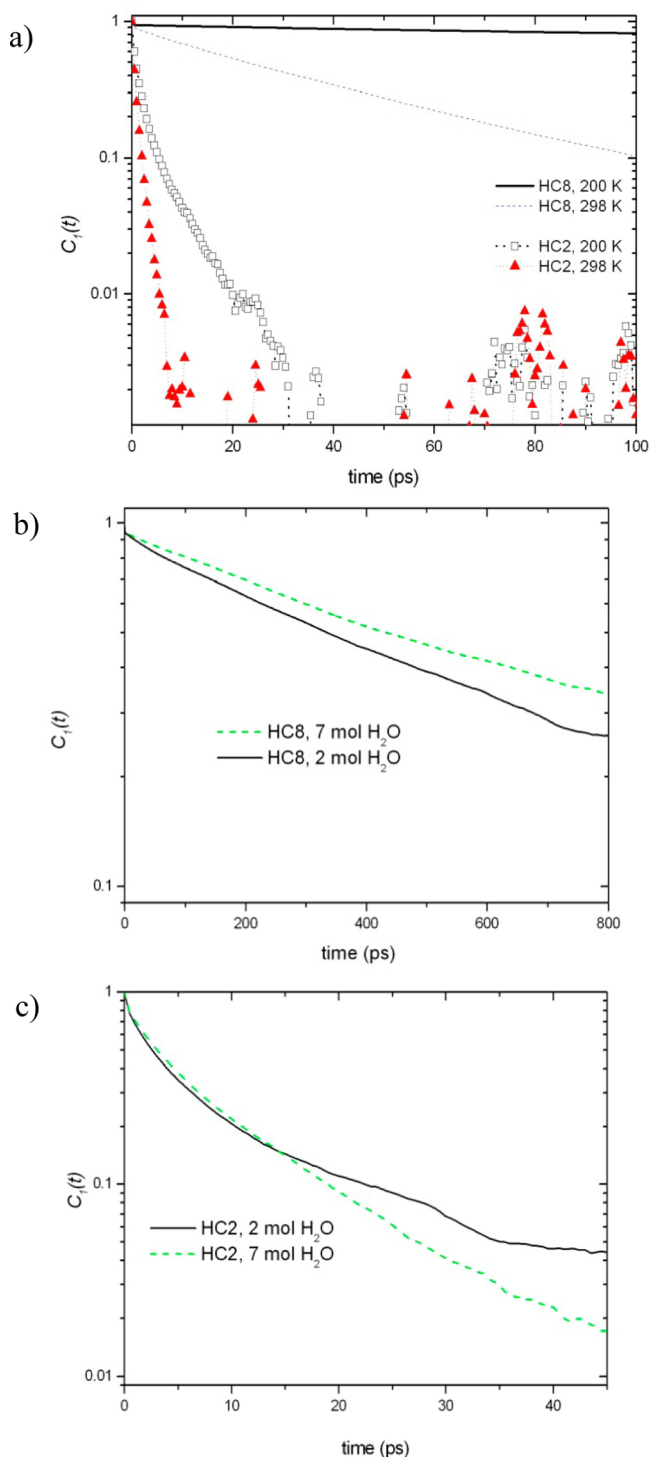 a)
1
0.1
0.01
C₁(t)
HC8, 200 K
HC8, 298 K
HC2, 200 K
HC2, 298 K
0 20 40 60 80 100
time (ps)
b)
1
0.1
C₁(t)
HC8, 7 mol H₂O
HC8, 2 mol H₂O
0 200 400 600 800
time (ps)
c)
1
0.1
0.01
C₁(t)
HC2, 2 mol H₂O
HC2, 7 mol H₂O
0 10 20 30 40
time (ps)